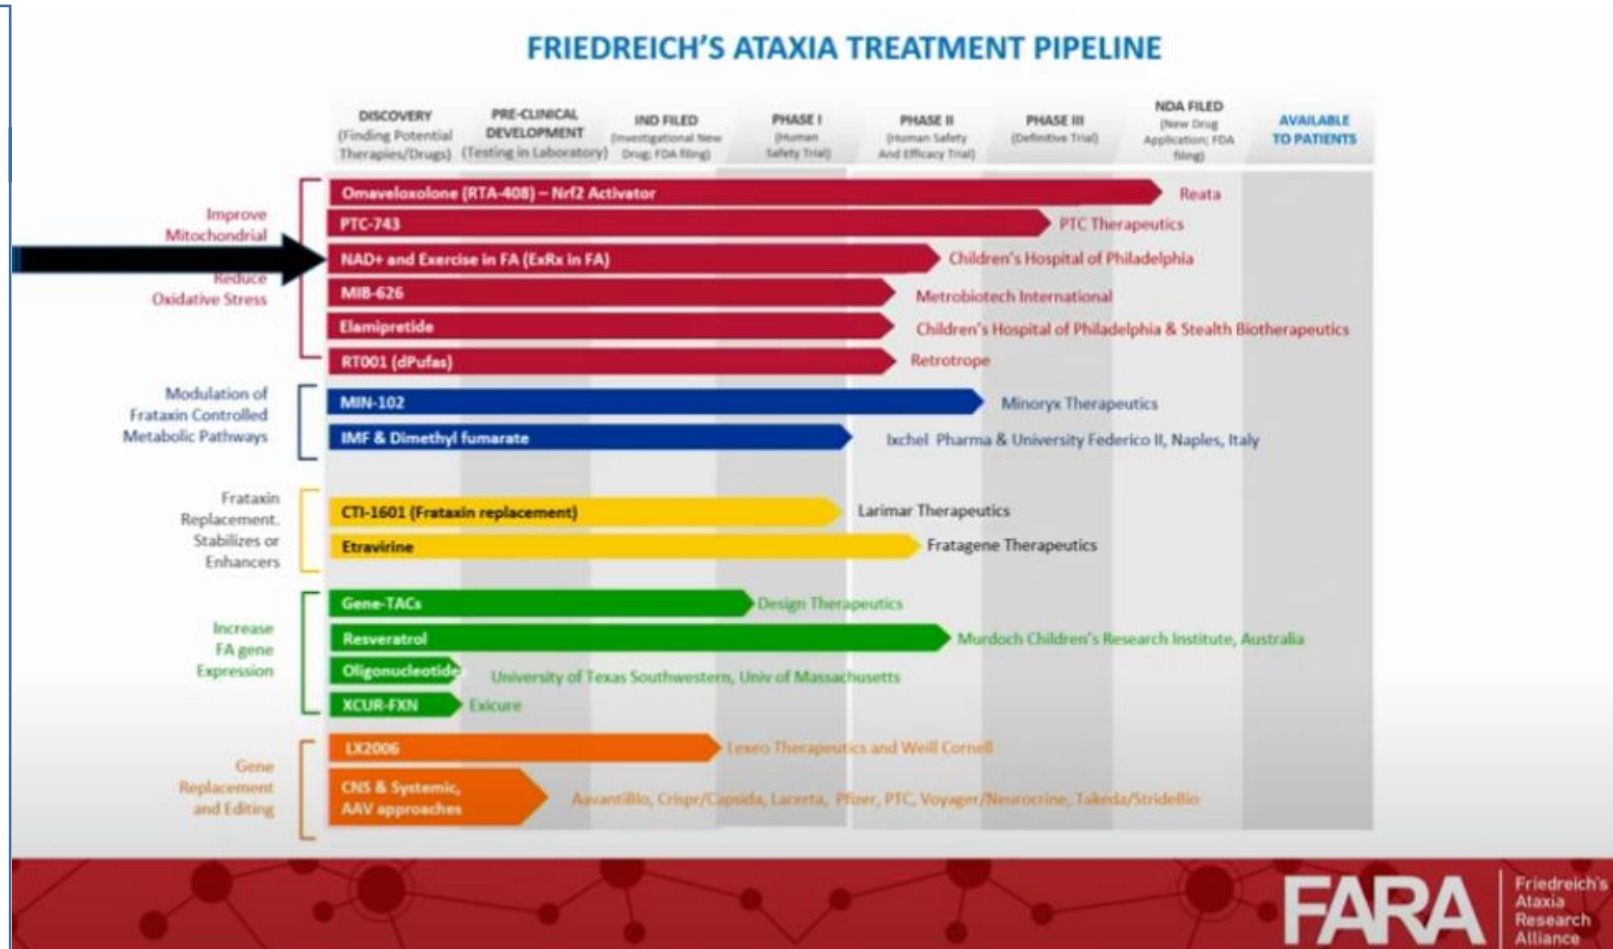 FRIEDREICH'S ATAXIA TREATMENT PIPELINE
DISCOVERY
(Finding Potential
Therapies/Drugs)
PRE-CLINICAL
DEVELOPMENT
(Testing in Laboratory)
IND FILED
(Investigational New
Drug; FDA filing)
PHASE I
(Human
Safety Trial)
PHASE II
(Human Safety
And Efficacy Trial)
PHASE III
(Definitive Trial)
NDA FILED
(New Drug
Application; FDA
filing)
AVAILABLE
TO PATIENTS
Improve
Mitochondrial
Reduce
Oxidative Stress
Omaveloxolone (RTA-408) – Nrf2 Activator
Reata
PTC-743
PTC Therapeutics
NAD+ and Exercise in FA (ExRx in FA)
Children's Hospital of Philadelphia
MIB-626
Metrobiotech International
Elamipretide
Children's Hospital of Philadelphia & Stealth Biotherapeutics
RT001 (dPufas)
Retrotrope
Modulation of
Frataxin Controlled
Metabolic Pathways
MIN-102
Minoryx Therapeutics
IMF & Dimethyl fumarate
Ixchel Pharma & University Federico II, Naples, Italy
Frataxin
Replacement.
Stabilizes or
Enhancers
CTI-1601 (Frataxin replacement)
Larimar Therapeutics
Etravirine
Fratagene Therapeutics
Increase
FA gene
Expression
Gene-TACs
Design Therapeutics
Resveratrol
Murdoch Children's Research Institute, Australia
Oligonucleotide
University of Texas Southwestern, Univ of Massachusetts
XCUR-FXN
Exicure
Gene
Replacement
and Editing
LX2006
Lexeo Therapeutics and Weill Cornell
CNS & Systemic,
AAV approaches
AavantiBio, Crispr/Capsida, Lacerta, Pfizer, PTC, Voyager/Neurocrine, Takeda/StrideBio
FARA
Friedreich's
Ataxia
Research
Alliance